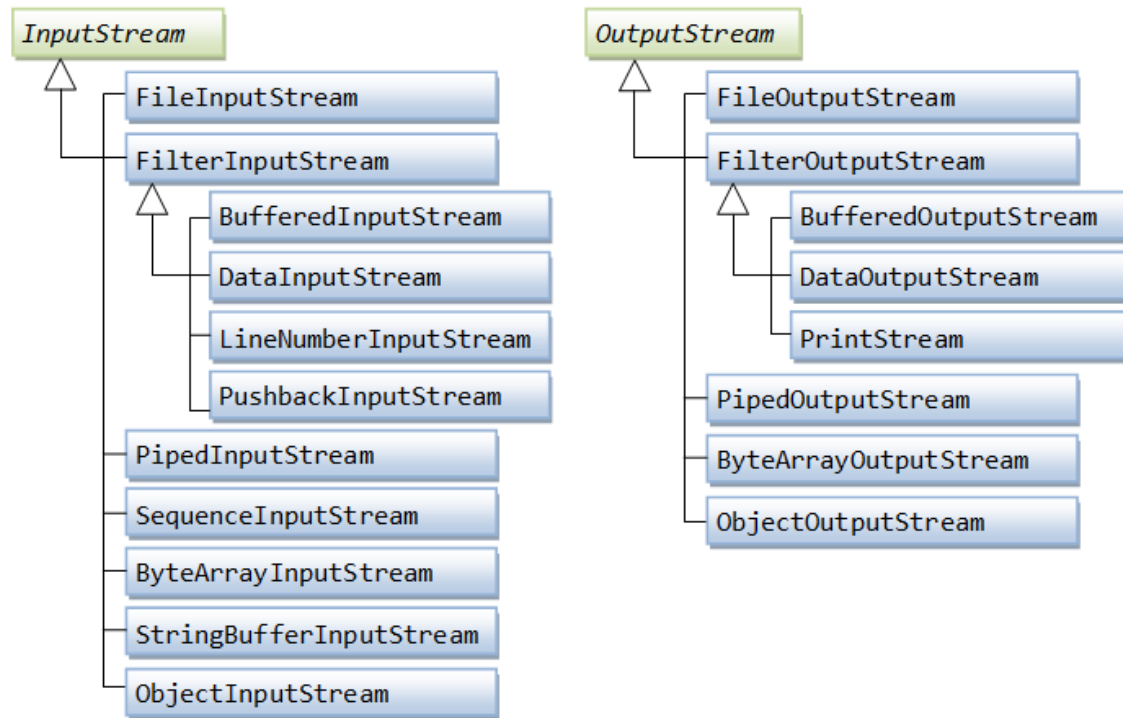 InputStream
FileInputStream
FilterInputStream
BufferedInputStream
DataInputStream
LineNumberInputStream
PushbackInputStream
PipedInputStream
SequenceInputStream
ByteArrayInputStream
StringBufferInputStream
ObjectInputStream
OutputStream
FileOutputStream
FilterOutputStream
BufferedOutputStream
DataOutputStream
PrintStream
PipedOutputStream
ByteArrayOutputStream
ObjectOutputStream